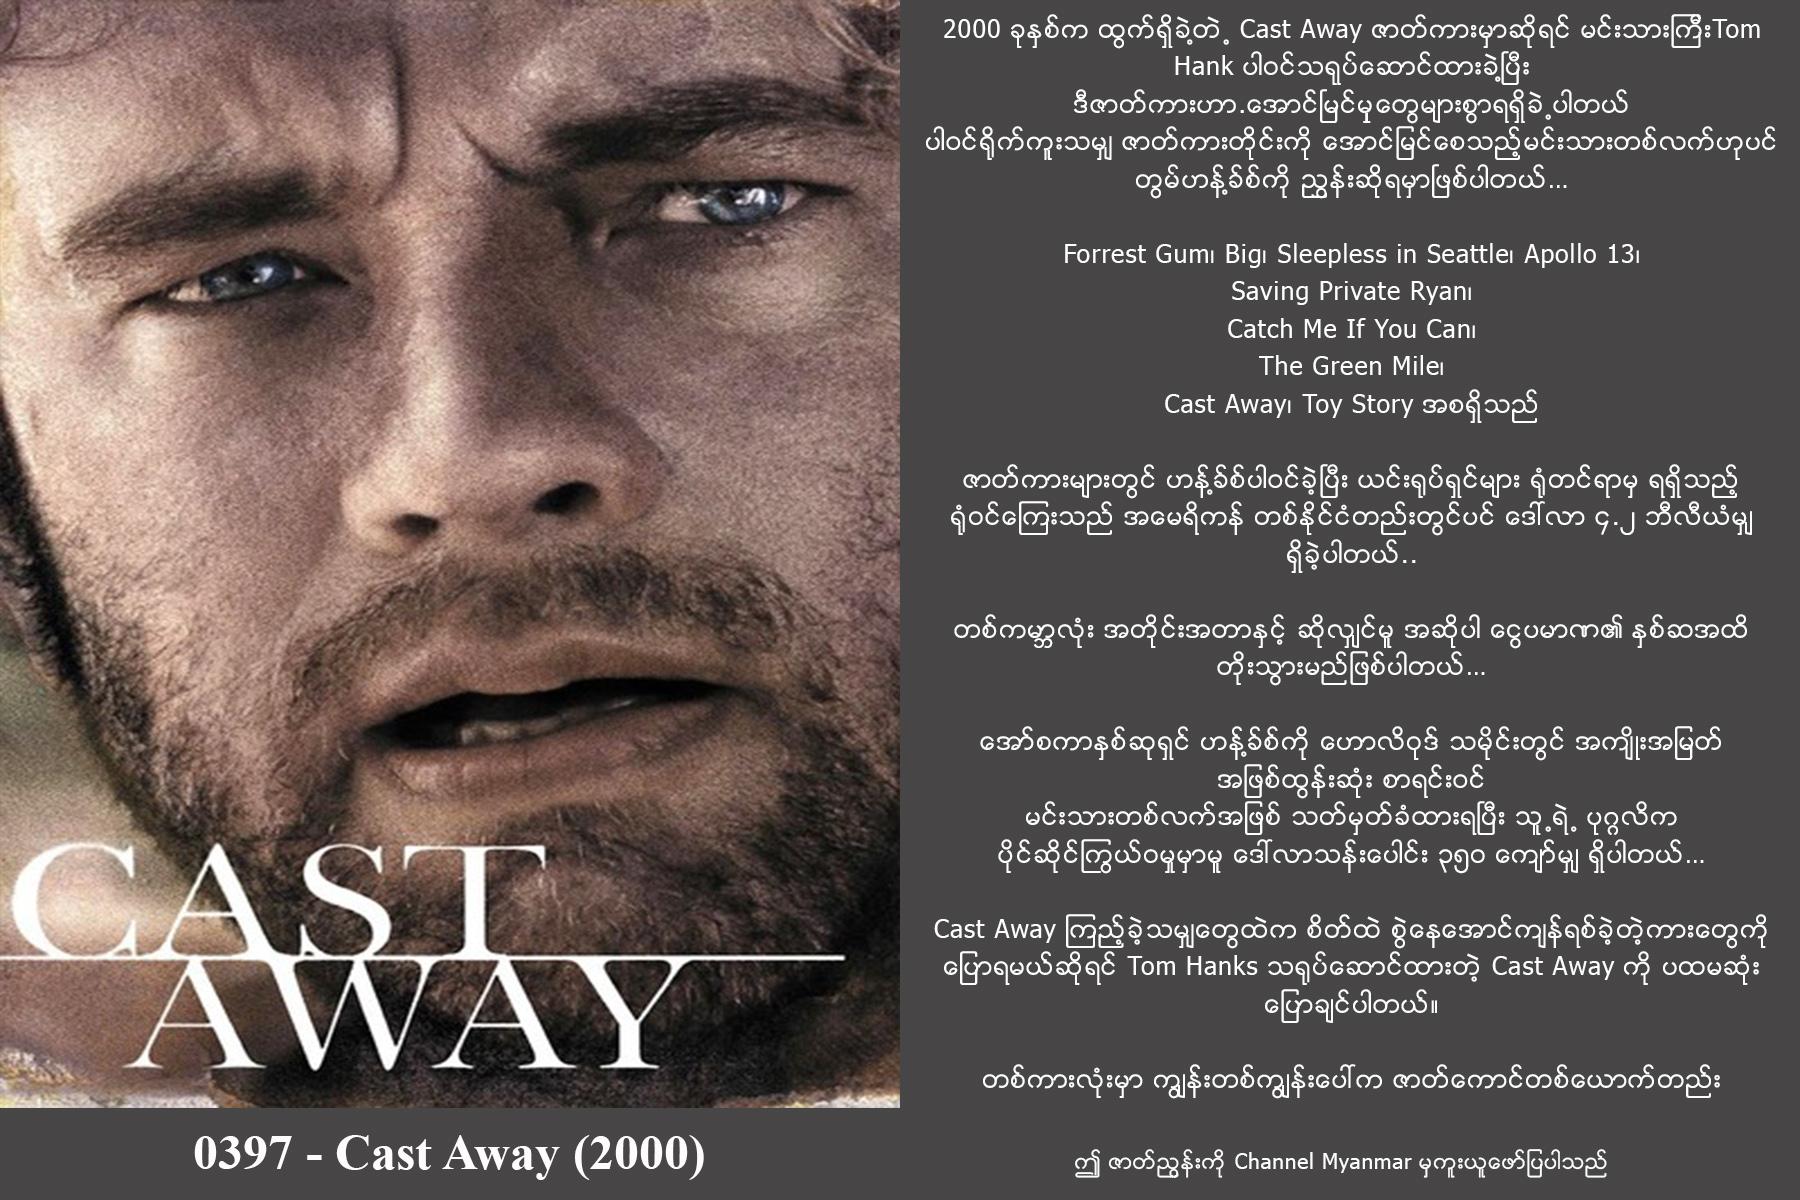 CAST
AWAY
0397 - Cast Away (2000)
2000 ခုနှစ်က ထွက်ရှိခဲ့တဲ့ Cast Away ဇာတ်ကားမှာဆိုရင် မင်းသားကြီးTom
Hank ပါဝင်သရုပ်ဆောင်ထားခဲ့ပြီး
ဒီဇာတ်ကားဟာ.အောင်မြင်မှုတွေများစွာရရှိခဲ့ပါတယ်
ပါဝင်ရိုက်ကူးသမျှ ဇာတ်ကားတိုင်းကို အောင်မြင်စေသည့်မင်းသားတစ်လက်ဟုပင်
တွမ်ဟန့်ခ်စ်ကို ညွှန်းဆိုရမှာဖြစ်ပါတယ်...
Forrest Gum၊ Big၊ Sleepless in Seattle၊ Apollo 13၊
Saving Private Ryan၊
Catch Me If You Can၊
The Green Mile၊
Cast Away၊ Toy Story အစရှိသည်
ဇာတ်ကားများတွင် ဟန့်ခ်စ်ပါဝင်ခဲ့ပြီး ယင်းရုပ်ရှင်များ ရုံတင်ရာမှ ရရှိသည့်
ရုံဝင်ကြေးသည် အမေရိကန် တစ်နိုင်ငံတည်းတွင်ပင် ဒေါ်လာ ၄.၂ ဘီလီယံမျှ
ရှိခဲ့ပါတယ်..
တစ်ကမ္ဘာလုံး အတိုင်းအတာနှင့် ဆိုလျှင်မူ အဆိုပါ ငွေပမာဏ၏ နှစ်ဆအထိ
တိုးသွားမည်ဖြစ်ပါတယ်...
အော်စကာနှစ်ဆုရှင် ဟန့်ခ်စ်ကို ဟောလိဝုဒ် သမိုင်းတွင် အကျိုးအမြတ်
အဖြစ်ထွန်းဆုံး စာရင်းဝင်
မင်းသားတစ်လက်အဖြစ် သတ်မှတ်ခံထားရပြီး သူ့ရဲ့ ပုဂ္ဂလိက
ပိုင်ဆိုင်ကြွယ်ဝမှုမှာမူ ဒေါ်လာသန်းပေါင်း ၃၅၀ ကျော်မျှ ရှိပါတယ်...
Cast Away ကြည့်ခဲ့သမျှတွေထဲက စိတ်ထဲ စွဲနေအောင်ကျန်ရစ်ခဲ့တဲ့ကားတွေကို
ပြောရမယ်ဆိုရင် Tom Hanks သရုပ်ဆောင်ထားတဲ့ Cast Away ကို ပထမဆုံး
ပြောချင်ပါတယ်။
တစ်ကားလုံးမှာ ကျွန်းတစ်ကျွန်းပေါ်က ဇာတ်ကောင်တစ်ယောက်တည်း
ဤ ဇာတ်ညွှန်းကို Channel Myanmar မှကူးယူဖော်ပြပါသည်